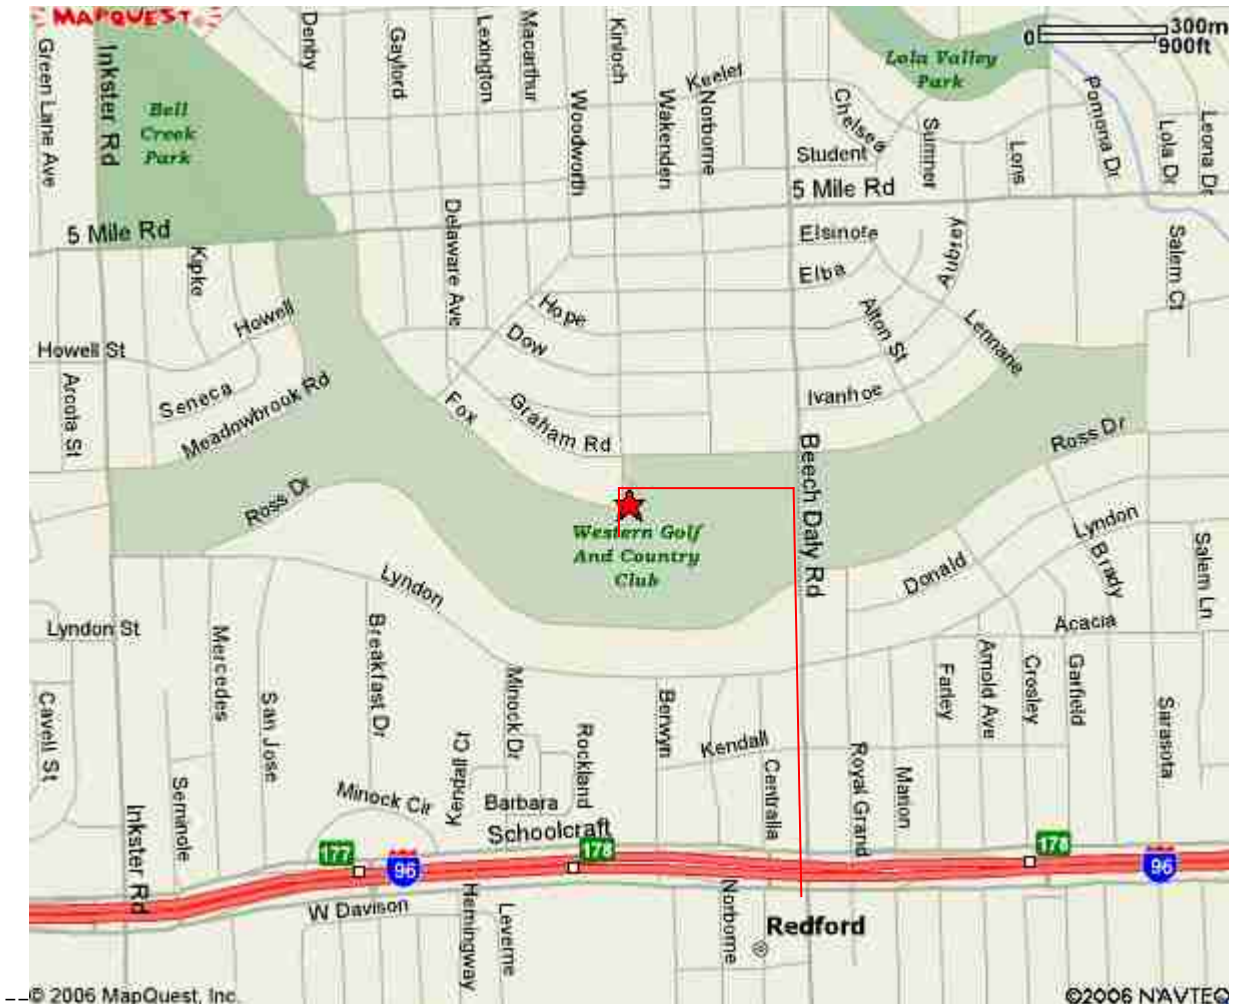 MAPQUEST
0 300m
900ft
Green Lane Ave
Inkster Rd
Bell
Creek
Park
Denby
Gaylord
Lexington
Macarthur
Kinloch
Woodworth
Wakenden
Norborne
Keeler
Lola Valley
Park
Chelsea
Student
Sumner
Lons
Pomona Dr
Lola Dr
Leona Dr
5 Mile Rd
5 Mile Rd
Kipke
Delaware Ave
Elsinore
Elba
Aubrey
Salem Ct
Howell
Howell St
Hope
Dow
Alton St
Lennane
Arcola St
Seneca
Meadowbrook Rd
Fox
Graham Rd
Ivanhoe
Beech Daly Rd
Ross Dr
Ross Dr
Western Golf
And Country
Club
Lyndon
Lyndon
Donald
Brady
Salem Ln
Lyndon St
Mercedes
Breakfast Dr
Acacia
Cavell St
San Jose
Minock Dr
Berwyn
Farley
Arnold Ave
Crosley
Garfield
Sarasota
Kendall Ct
Rockland
Kendall
Centralia
Royal Grand
Marion
Seminole
Minock Cir
Barbara
Schoolcraft
Inkster Rd
177
96
178
178
96
W Davison
Hemingway
Leverne
Norborne
Redford
--© 2006 MapQuest, Inc.
©2006 NAVTEQ